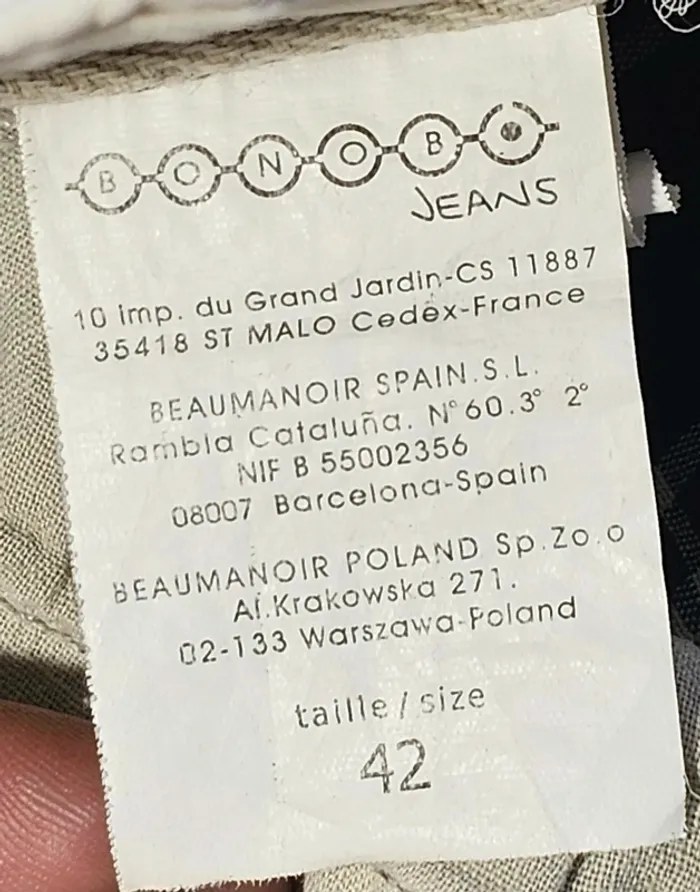 BONOBO
JEANS
10 imp. du Grand Jardin-CS 11887
35418 ST MALO Cedex-France
BEAUMANOIR SPAIN.S.L.
Rambla Cataluña. N°60.3° 2°
NIF B 55002356
08007 Barcelona-Spain
BEAUMANOIR POLAND Sp.Zo.o
Al.Krakowska 271.
02-133 Warszawa-Poland
taille / size
42